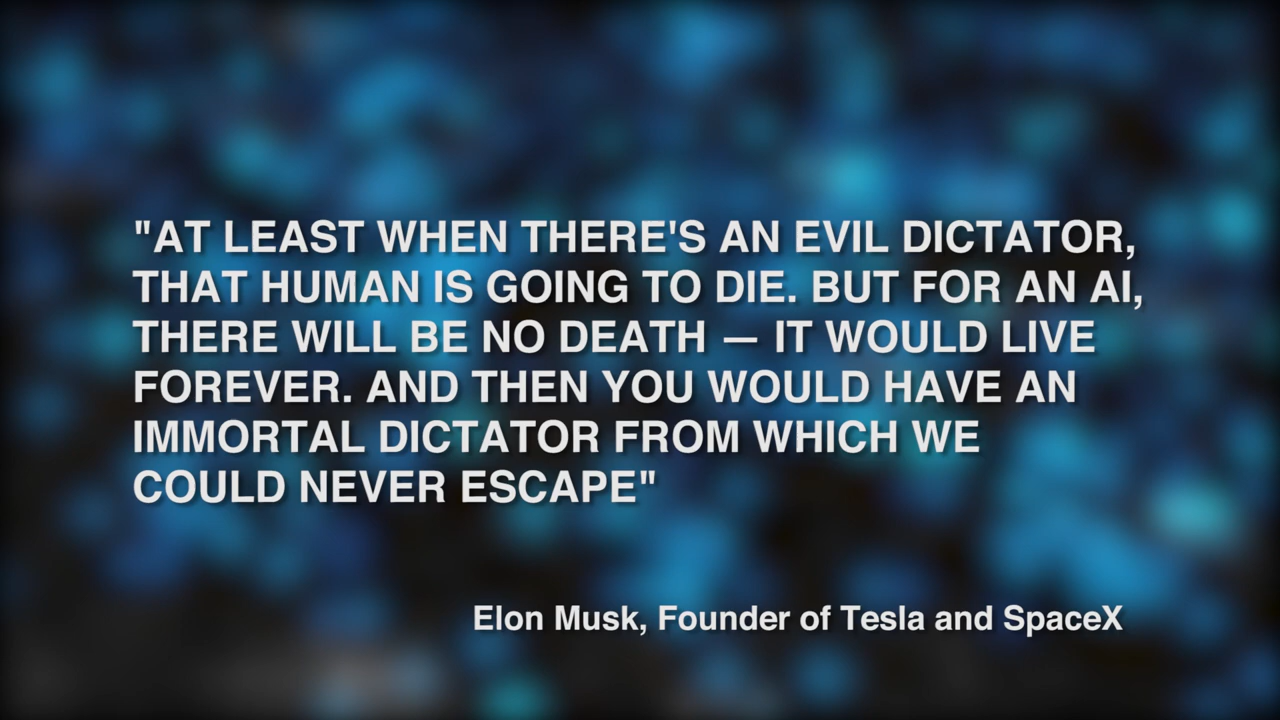 "AT LEAST WHEN THERE'S AN EVIL DICTATOR,
THAT HUMAN IS GOING TO DIE. BUT FOR AN AI,
THERE WILL BE NO DEATH — IT WOULD LIVE
FOREVER. AND THEN YOU WOULD HAVE AN
IMMORTAL DICTATOR FROM WHICH WE
COULD NEVER ESCAPE"
Elon Musk, Founder of Tesla and SpaceX